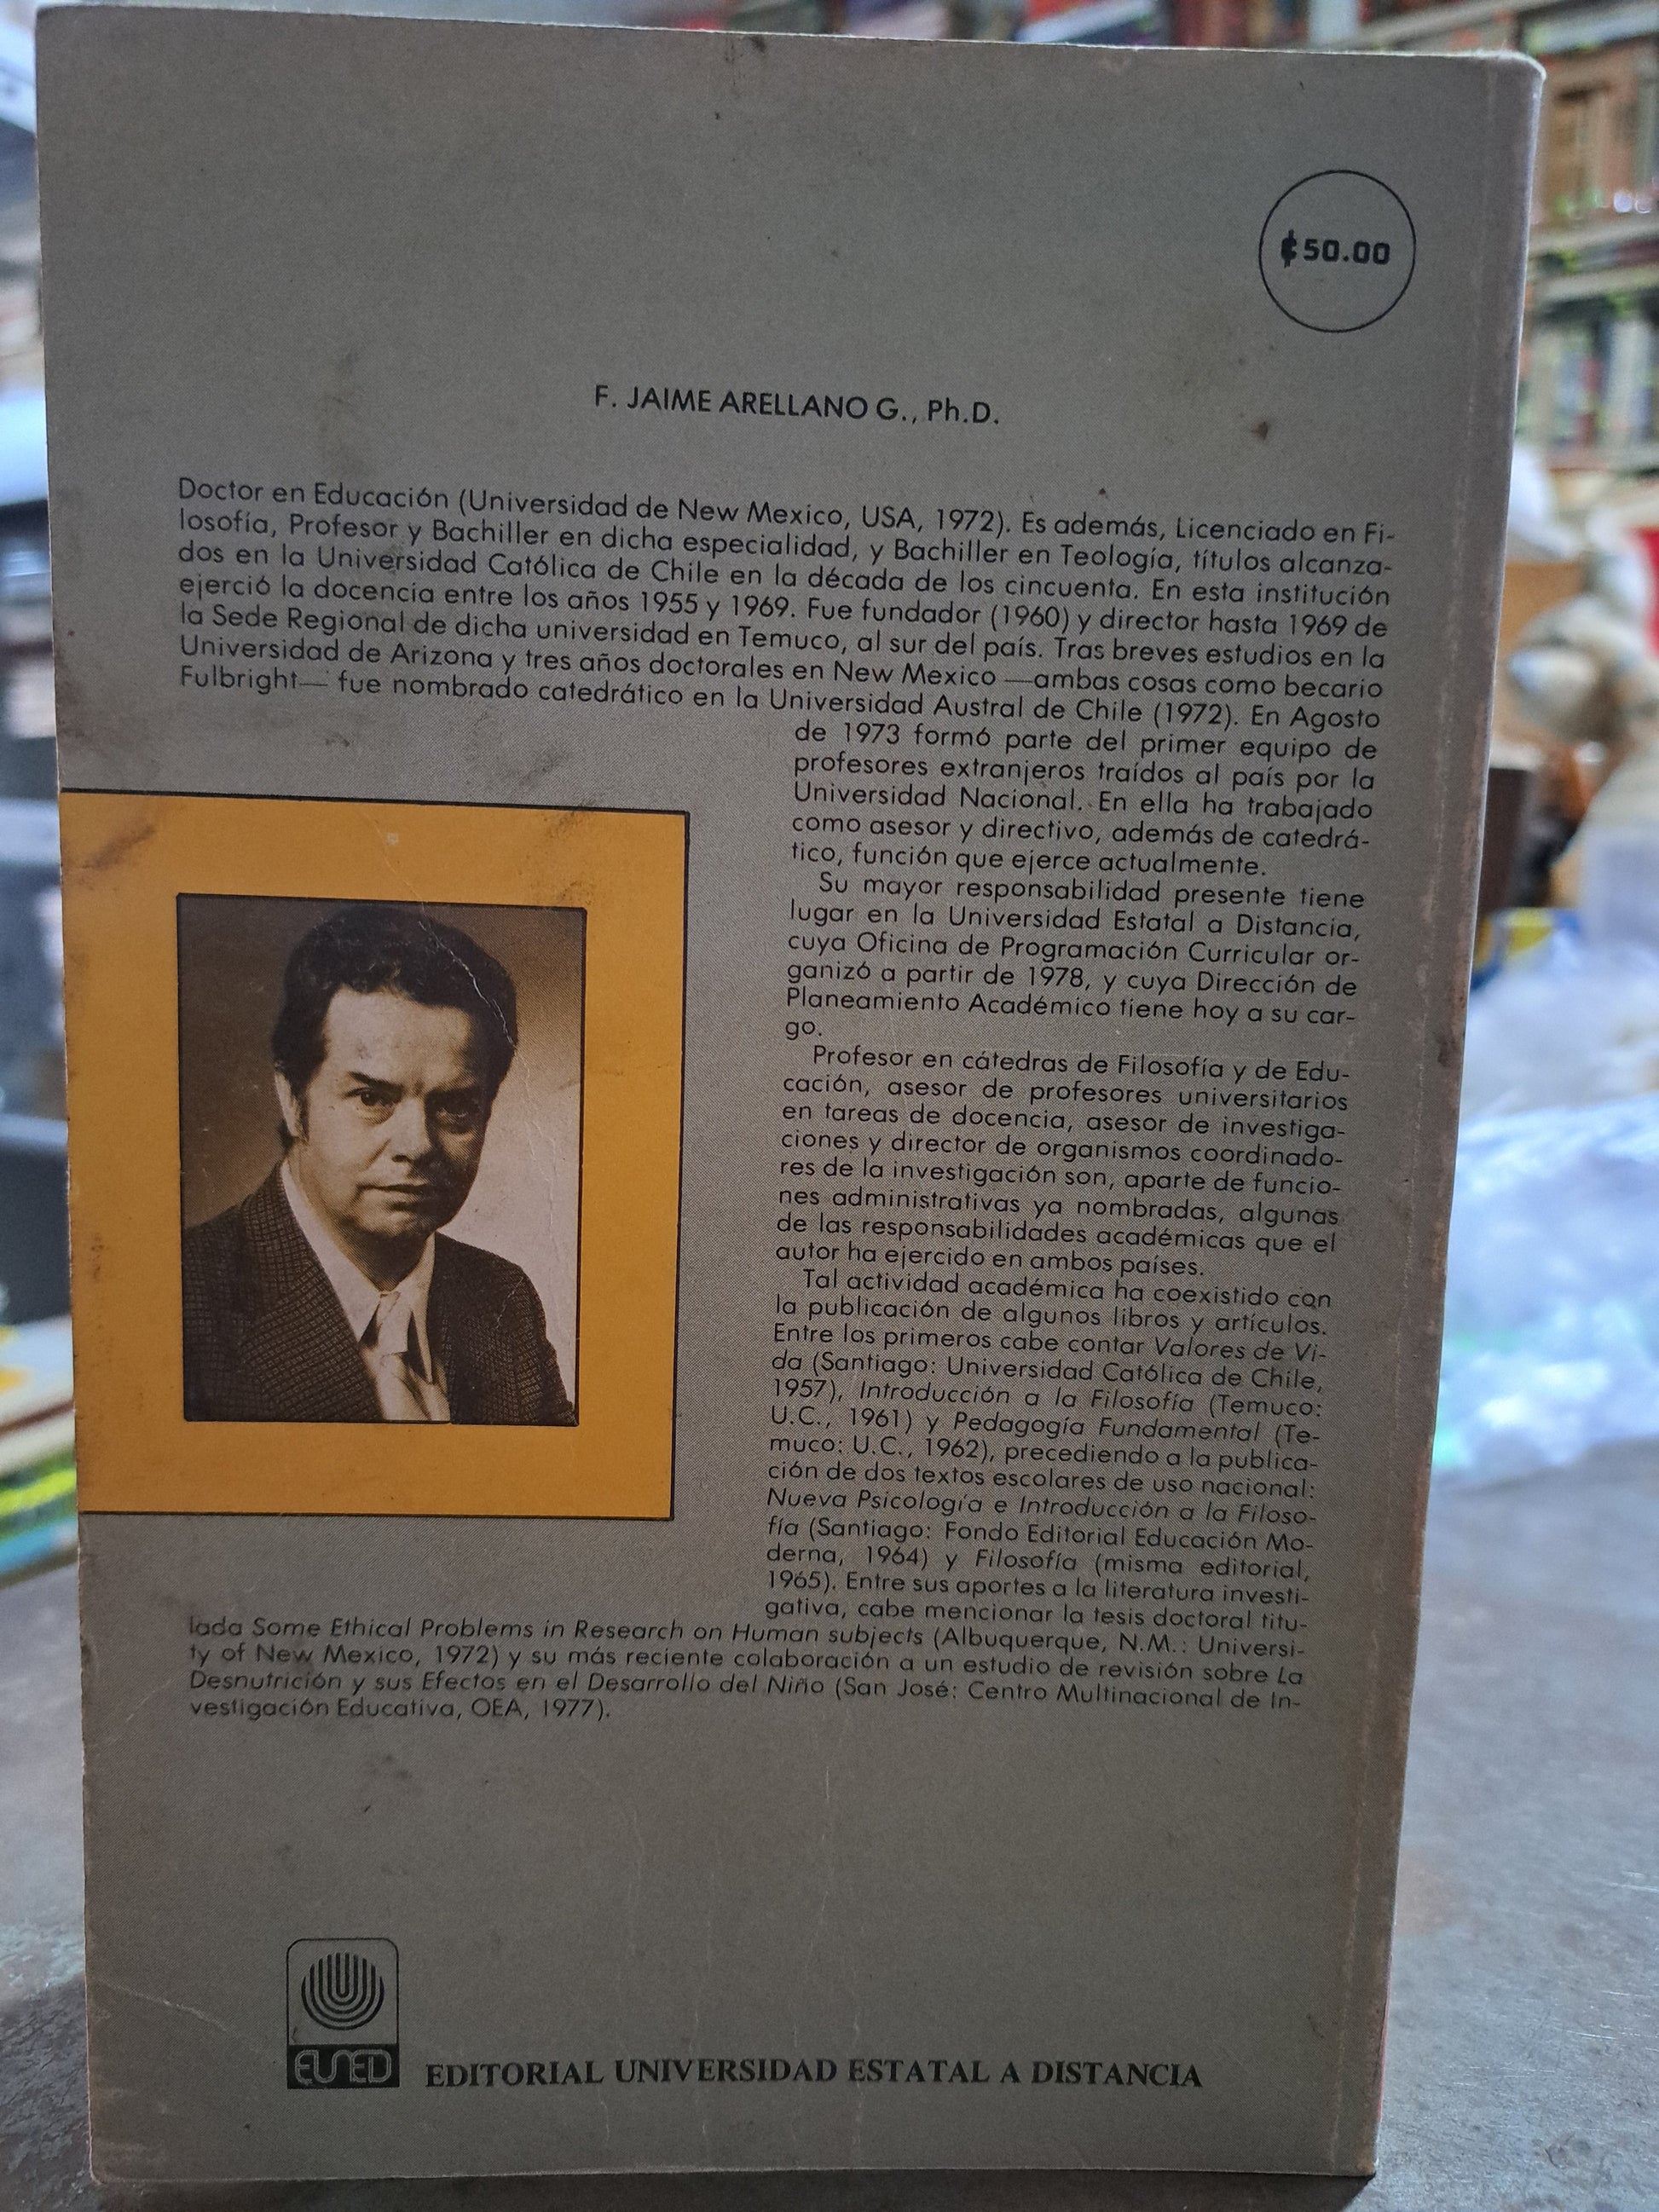 ₡50.00
F. JAIME ARELLANO G., Ph.D.
Doctor en Educación (Universidad de New Mexico, USA, 1972). Es además, Licenciado en Fi-
losofía, Profesor y Bachiller en dicha especialidad, y Bachiller en Teología, títulos alcanza-
dos en la Universidad Católica de Chile en la década de los cincuenta. En esta institución
ejerció la docencia entre los años 1955 y 1969. Fue fundador (1960) y director hasta 1969 de
la Sede Regional de dicha universidad en Temuco, al sur del país. Tras breves estudios en la
Universidad de Arizona y tres años doctorales en New Mexico —ambas cosas como becario
Fulbright— fue nombrado catedrático en la Universidad Austral de Chile (1972). En Agosto
de 1973 formó parte del primer equipo de
profesores extranjeros traídos al país por la
Universidad Nacional. En ella ha trabajado
como asesor y directivo, además de catedrá-
tico, función que ejerce actualmente.
Su mayor responsabilidad presente tiene
lugar en la Universidad Estatal a Distancia,
cuya Oficina de Programación Curricular or-
ganizó a partir de 1978, y cuya Dirección de
Planeamiento Académico tiene hoy a su car-
go.
Profesor en cátedras de Filosofía y de Edu-
cación, asesor de profesores universitarios
en tareas de docencia, asesor de investiga-
ciones y director de organismos coordinado-
res de la investigación son, aparte de funcio-
nes administrativas ya nombradas, algunas
de las responsabilidades académicas que el
autor ha ejercido en ambos países.
Tal actividad académica ha coexistido con
la publicación de algunos libros y artículos.
Entre los primeros cabe contar Valores de Vi-
da (Santiago: Universidad Católica de Chile,
1957), Introducción a la Filosofía (Temuco:
U.C., 1961) y Pedagogía Fundamental (Te-
muco: U.C., 1962), precediendo a la publica-
ción de dos textos escolares de uso nacional:
Nueva Psicología e Introducción a la Filoso-
fía (Santiago: Fondo Editorial Educación Mo-
derna, 1964) y Filosofía (misma editorial,
1965). Entre sus aportes a la literatura investi-
gativa, cabe mencionar la tesis doctoral titu-
lada Some Ethical Problems in Research on Human subjects (Albuquerque, N.M.: Universi-
ty of New Mexico, 1972) y su más reciente colaboración a un estudio de revisión sobre La
Desnutrición y sus Efectos en el Desarrollo del Niño (San José: Centro Multinacional de In-
vestigación Educativa, OEA, 1977).
EUNED
EDITORIAL UNIVERSIDAD ESTATAL A DISTANCIA